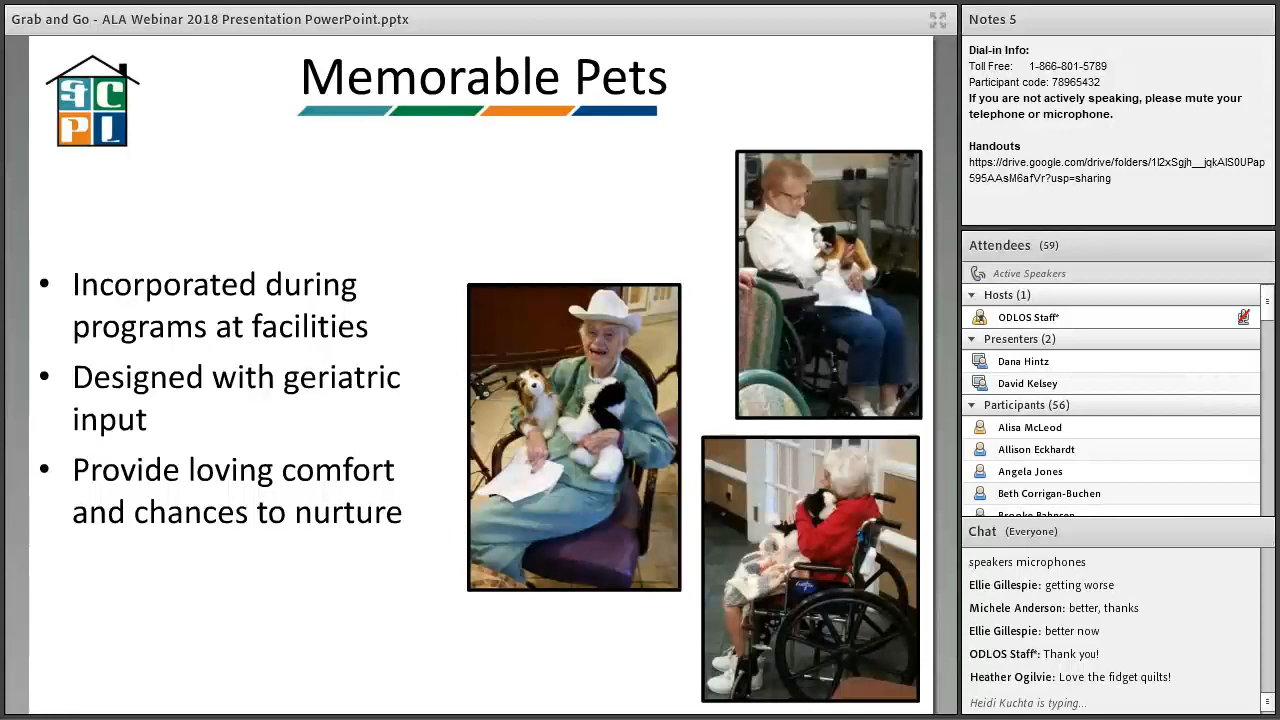 Grab and Go - ALA Webinar 2018 Presentation PowerPoint.pptx
SCPL
Memorable Pets
• Incorporated during
programs at facilities
• Designed with geriatric
input
• Provide loving comfort
and chances to nurture
Notes 5
Dial-in Info:
Toll Free: 1-866-801-5789
Participant code: 78965432
If you are not actively speaking, please mute your
telephone or microphone.
Handouts
https://drive.google.com/drive/folders/1I2xSgjh__jqkAIS0UPap
595AAsM6afVr?usp=sharing
Attendees (59)
Active Speakers
Hosts (1)
ODLOS Staff*
Presenters (2)
Dana Hintz
David Kelsey
Participants (56)
Alisa McLeod
Allison Eckhardt
Angela Jones
Beth Corrigan-Buchen
Chat (Everyone)
speakers microphones
Ellie Gillespie: getting worse
Michele Anderson: better, thanks
Ellie Gillespie: better now
ODLOS Staff*: Thank you!
Heather Ogilvie: Love the fidget quilts!
Heidi Kuchta is typing...